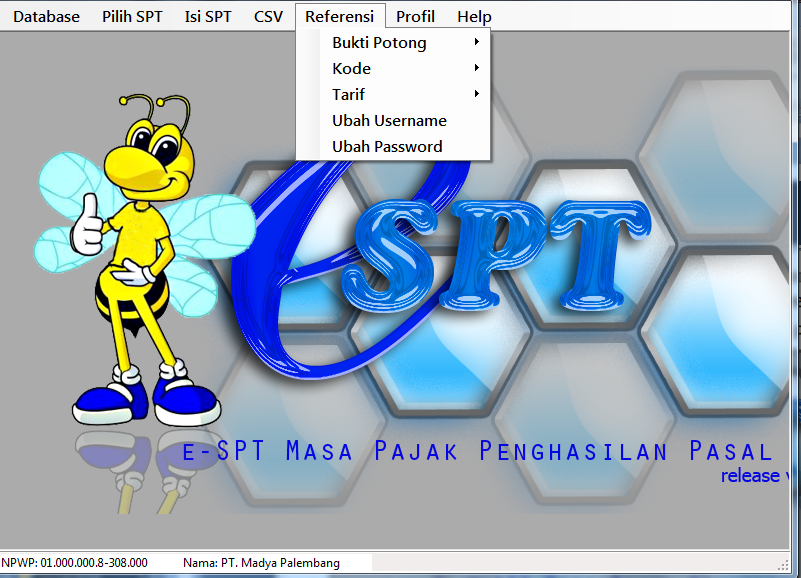 Database Pilih SPT Isi SPT CSV Referensi Profil Help
Bukti Potong
Kode
Tarif
Ubah Username
Ubah Password
eSPT
e-SPT Masa Pajak Penghasilan Pasal
release
NPWP: 01.000.000.8-308.000 Nama: PT. Madya Palembang